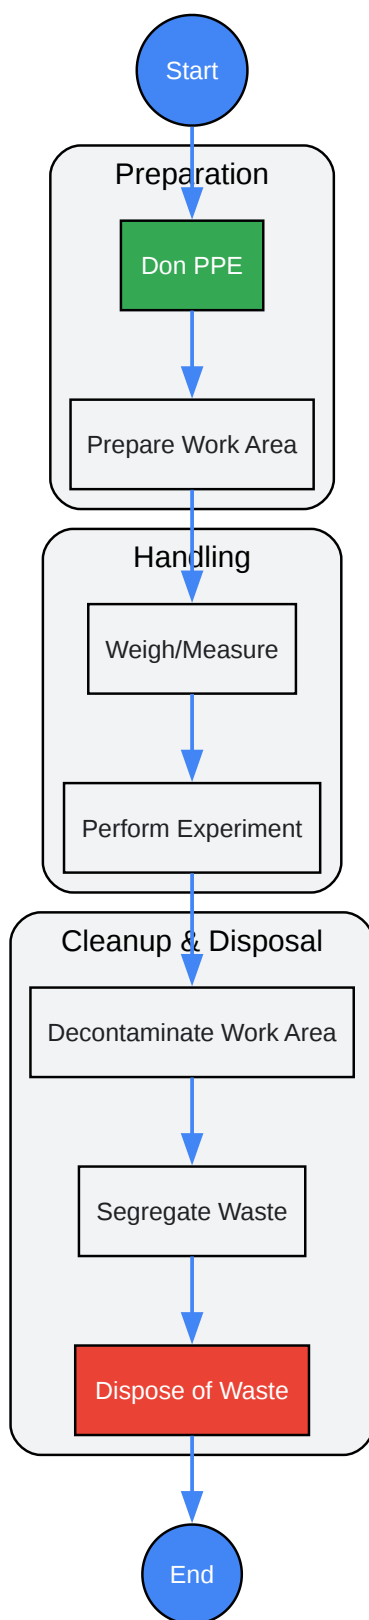 Start
Preparation
Don PPE
Prepare Work Area
Handling
Weigh/Measure
Perform Experiment
Cleanup & Disposal
Decontaminate Work Area
Segregate Waste
Dispose of Waste
End